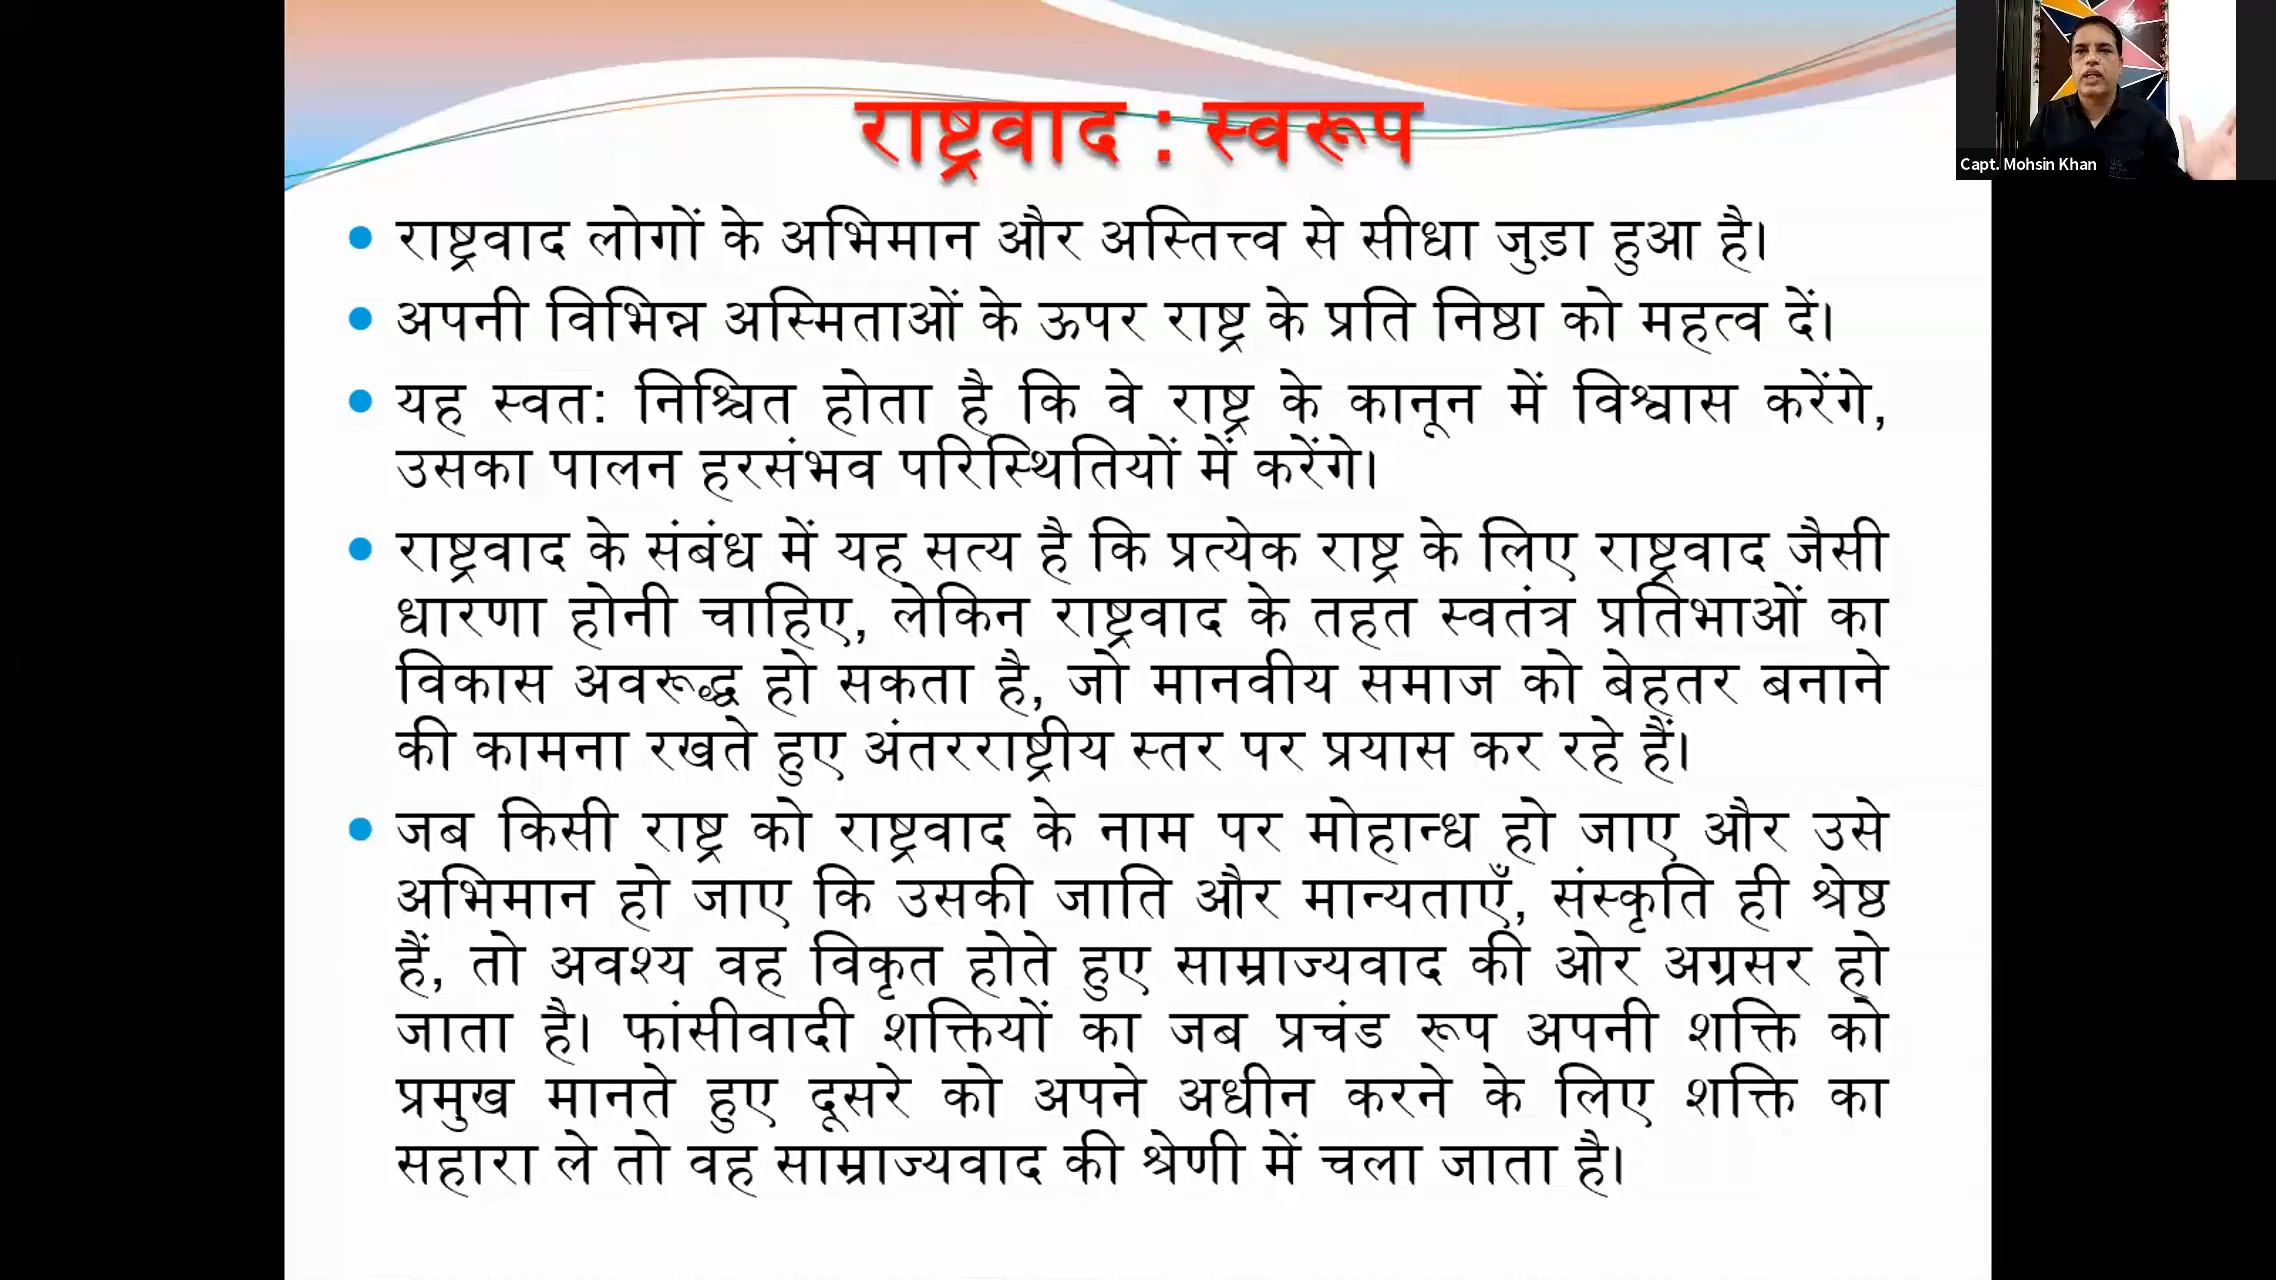 राष्ट्रवाद : स्वरूप
Capt. Mohsin Khan
राष्ट्रवाद लोगों के अभिमान और अस्तित्त्व से सीधा जुड़ा हुआ है।
अपनी विभिन्न अस्मिताओं के ऊपर राष्ट्र के प्रति निष्ठा को महत्व दें।
यह स्वत: निश्चित होता है कि वे राष्ट्र के कानून में विश्वास करेंगे,
उसका पालन हरसंभव परिस्थितियों में करेंगे।
राष्ट्रवाद के संबंध में यह सत्य है कि प्रत्येक राष्ट्र के लिए राष्ट्रवाद जैसी
धारणा होनी चाहिए, लेकिन राष्ट्रवाद के तहत स्वतंत्र प्रतिभाओं का
विकास अवरूद्ध हो सकता है, जो मानवीय समाज को बेहतर बनाने
की कामना रखते हुए अंतरराष्ट्रीय स्तर पर प्रयास कर रहे हैं।
जब किसी राष्ट्र को राष्ट्रवाद के नाम पर मोहान्ध हो जाए और उसे
अभिमान हो जाए कि उसकी जाति और मान्यताएँ, संस्कृति ही श्रेष्ठ
हैं, तो अवश्य वह विकृत होते हुए साम्राज्यवाद की ओर अग्रसर हो
जाता है। फांसीवादी शक्तियों का जब प्रचंड रूप अपनी शक्ति को
प्रमुख मानते हुए दूसरे को अपने अधीन करने के लिए शक्ति का
सहारा ले तो वह साम्राज्यवाद की श्रेणी में चला जाता है।